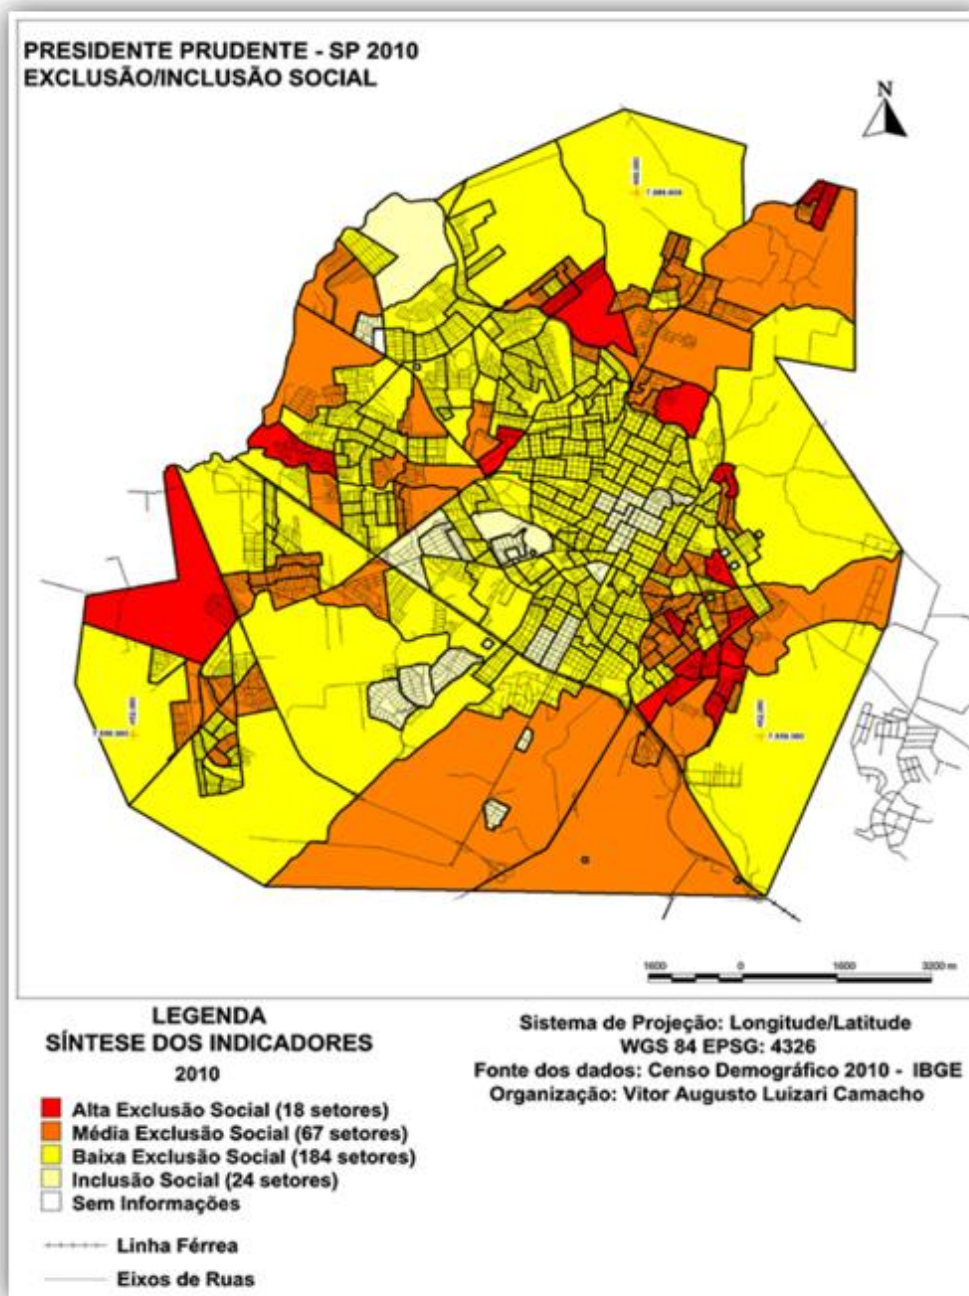 PRESIDENTE PRUDENTE - SP 2010
EXCLUSÃO/INCLUSÃO SOCIAL
N
1600 0 1600 3200 m
LEGENDA
SÍNTESE DOS INDICADORES
2010
Alta Exclusão Social (18 setores)
Média Exclusão Social (67 setores)
Baixa Exclusão Social (184 setores)
Inclusão Social (24 setores)
Sem Informações
Linha Férrea
Eixos de Ruas
Sistema de Projeção: Longitude/Latitude
WGS 84 EPSG: 4326
Fonte dos dados: Censo Demográfico 2010 - IBGE
Organização: Vitor Augusto Luizari Camacho